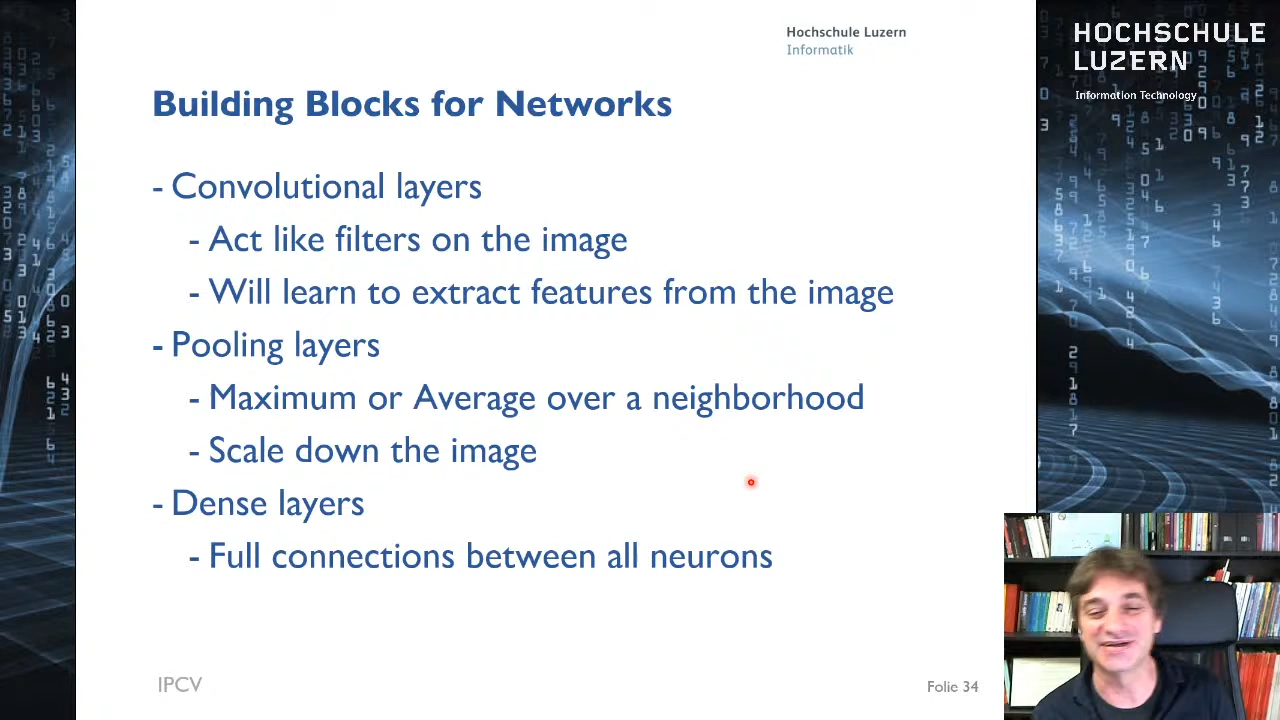 Hochschule Luzern
Informatik
HOCHSCHULE
LUZERN
Information Technology
Building Blocks for Networks
- Convolutional layers
- Act like filters on the image
- Will learn to extract features from the image
- Pooling layers
- Maximum or Average over a neighborhood
- Scale down the image
- Dense layers
- Full connections between all neurons
IPCV
Folie 34